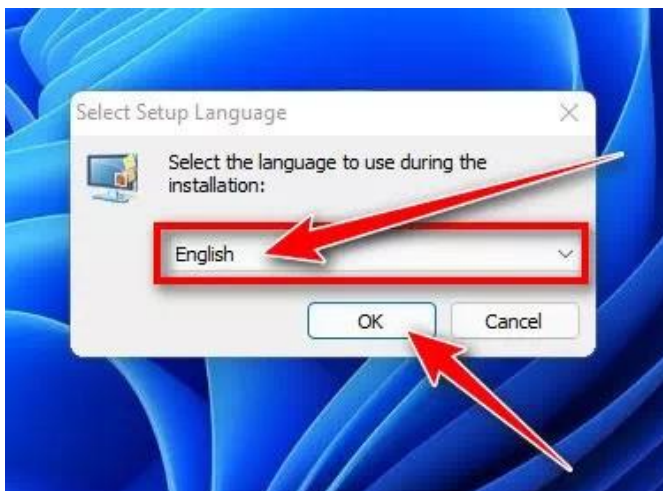 Select Setup Language
Select the language to use during the
installation:
English
OK
Cancel